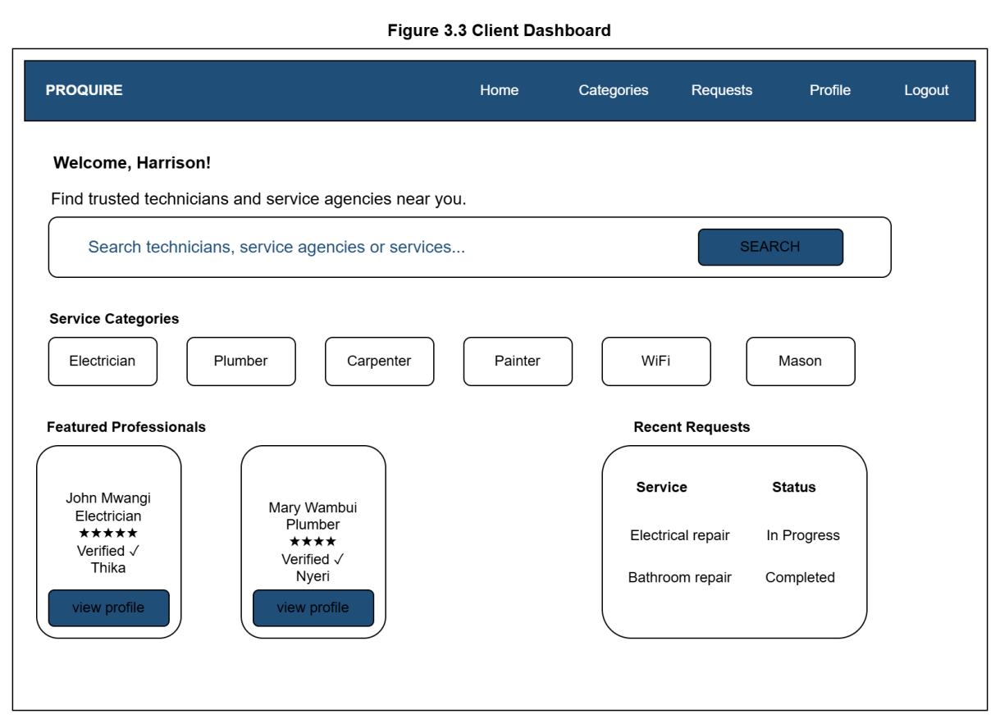 Figure 3.3 Client Dashboard
PROQUIRE
Home
Categories
Requests
Profile
Logout
Welcome, Harrison!
Find trusted technicians and service agencies near you.
Search technicians, service agencies or services...
SEARCH
Service Categories
Electrician
Plumber
Carpenter
Painter
WiFi
Mason
Featured Professionals
John Mwangi
Electrician
★★★★★
Verified ✓
Thika
view profile
Mary Wambui
Plumber
★★★★
Verified ✓
Nyeri
view profile
Recent Requests
Service Status
Electrical repair In Progress
Bathroom repair Completed